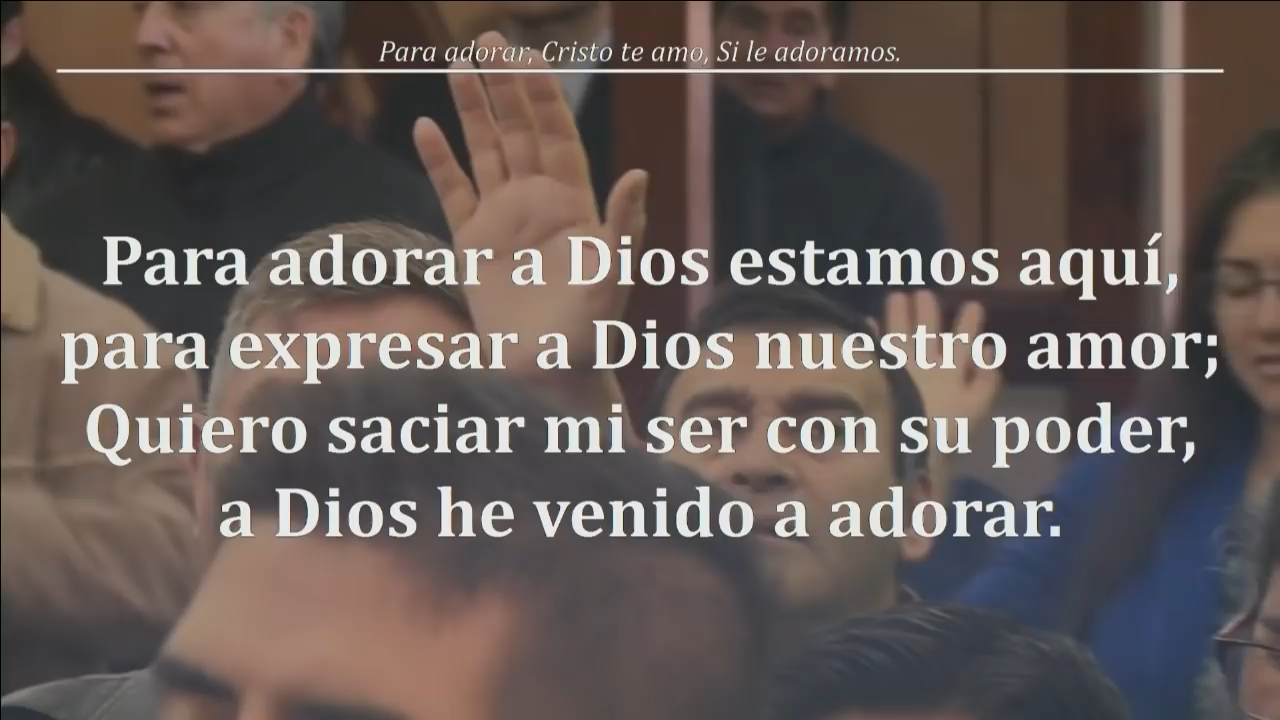 Para adorar, Cristo te amo, Si le adoramos.
Para adorar a Dios estamos aquí,
para expresar a Dios nuestro amor;
Quiero saciar mi ser con su poder,
a Dios he venido a adorar.